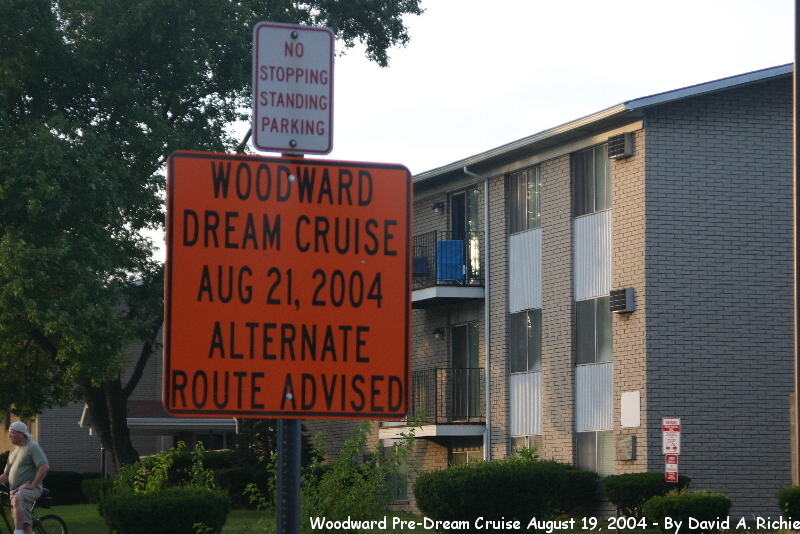 NO
STOPPING
STANDING
PARKING
WOODWARD
DREAM CRUISE
AUG 21, 2004
ALTERNATE
ROUTE ADVISED
Woodward Pre-Dream Cruise August 19, 2004 - By David A. Richie